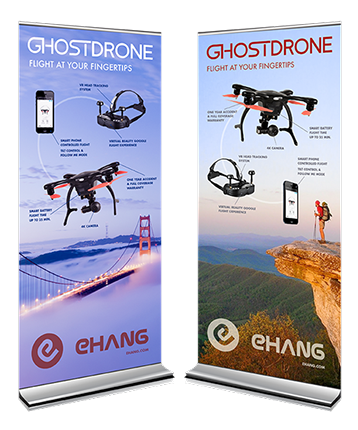 GHOSTDRONE
FLIGHT AT YOUR FINGERTIPS
VR HEAD TRACKING
SYSTEM
SMART PHONE
CONTROLLED FLIGHT
TILT-CONTROL &
FOLLOW ME MODE
VIRTUAL REALITY GOGGLE
FLIGHT EXPERIENCE
ONE YEAR ACCIDENT
& FULL COVERAGE
WARRANTY
SMART BATTERY
FLIGHT TIME
UP TO 25 MIN.
4K CAMERA
EHANG
EHANG.COM
GHOSTDRONE
FLIGHT AT YOUR FINGERTIPS
ONE YEAR ACCIDENT
& FULL COVERAGE
WARRANTY
SMART BATTERY
FLIGHT TIME
UP TO 25 MIN.
4K CAMERA
VR HEAD TRACKING
SYSTEM
SMART PHONE
CONTROLLED FLIGHT
TILT-CONTROL &
FOLLOW ME MODE
VIRTUAL REALITY GOGGLE
FLIGHT EXPERIENCE
EHANG
EHANG.COM